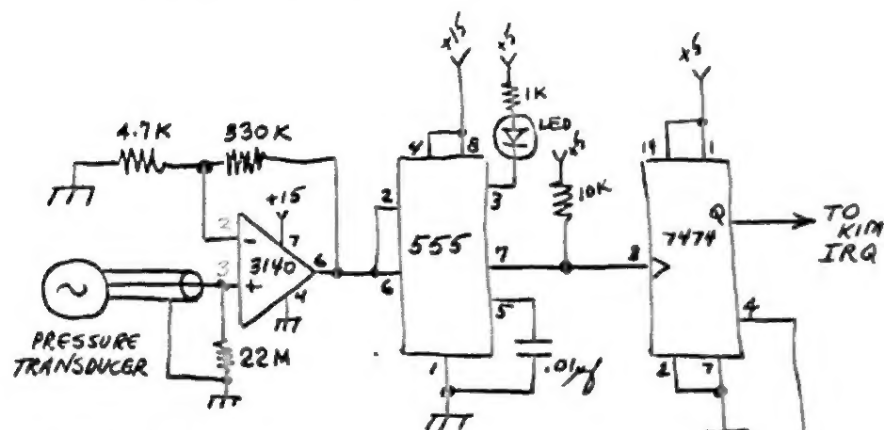 +5
+5
+5
1K
LED
4.7K
330K
4
8
+5
14
1
+15
2
3
10K
2
-
7
555
Q
TO
KIM
IRQ
3140
6
7
3
7474
3
+
4
6
5
4
PRESSURE
TRANSDUCER
22M
1
.01µf
2
7